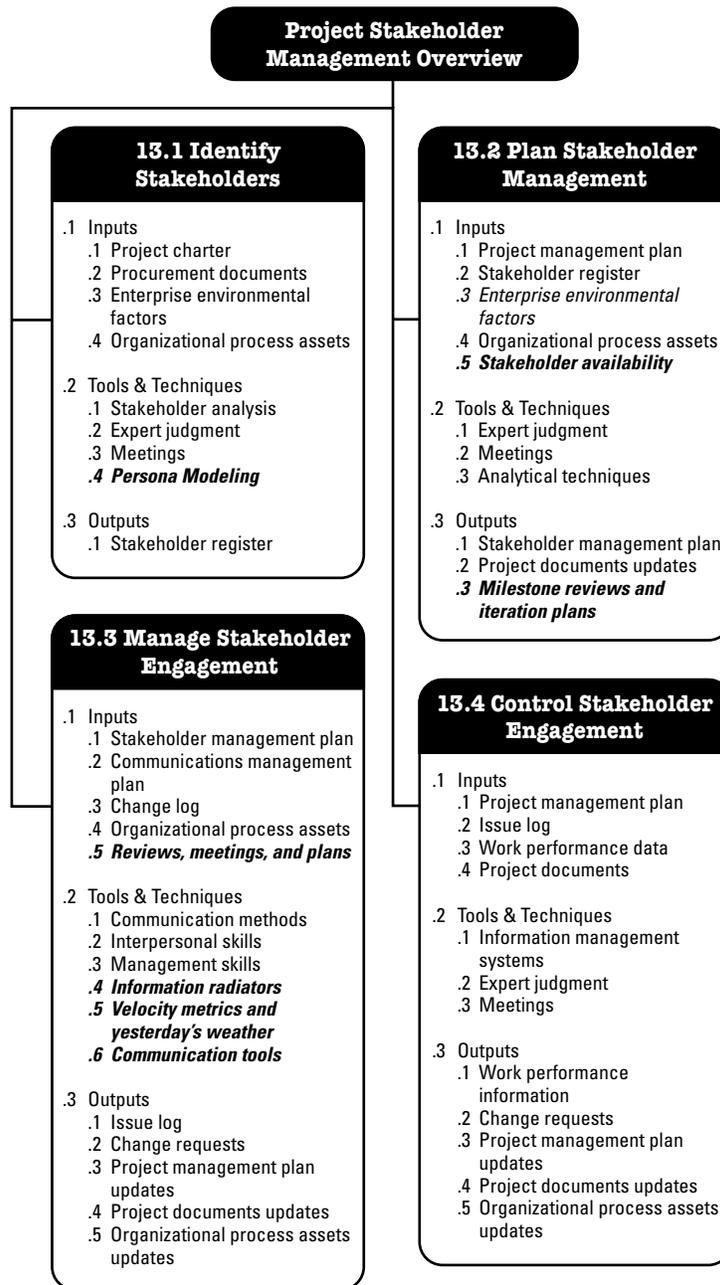 Project Stakeholder
Management Overview
13.1 Identify
Stakeholders
.1 Inputs
.1 Project charter
.2 Procurement documents
.3 Enterprise environmental
factors
.4 Organizational process assets
.2 Tools & Techniques
.1 Stakeholder analysis
.2 Expert judgment
.3 Meetings
.4 Persona Modeling
.3 Outputs
.1 Stakeholder register
13.2 Plan Stakeholder
Management
.1 Inputs
.1 Project management plan
.2 Stakeholder register
.3 Enterprise environmental
factors
.4 Organizational process assets
.5 Stakeholder availability
.2 Tools & Techniques
.1 Expert judgment
.2 Meetings
.3 Analytical techniques
.3 Outputs
.1 Stakeholder management plan
.2 Project documents updates
.3 Milestone reviews and
iteration plans
13.3 Manage Stakeholder
Engagement
.1 Inputs
.1 Stakeholder management plan
.2 Communications management
plan
.3 Change log
.4 Organizational process assets
.5 Reviews, meetings, and plans
.2 Tools & Techniques
.1 Communication methods
.2 Interpersonal skills
.3 Management skills
.4 Information radiators
.5 Velocity metrics and
yesterday's weather
.6 Communication tools
.3 Outputs
.1 Issue log
.2 Change requests
.3 Project management plan
updates
.4 Project documents updates
.5 Organizational process assets
updates
13.4 Control Stakeholder
Engagement
.1 Inputs
.1 Project management plan
.2 Issue log
.3 Work performance data
.4 Project documents
.2 Tools & Techniques
.1 Information management
systems
.2 Expert judgment
.3 Meetings
.3 Outputs
.1 Work performance
information
.2 Change requests
.3 Project management plan
updates
.4 Project documents updates
.5 Organizational process assets
updates